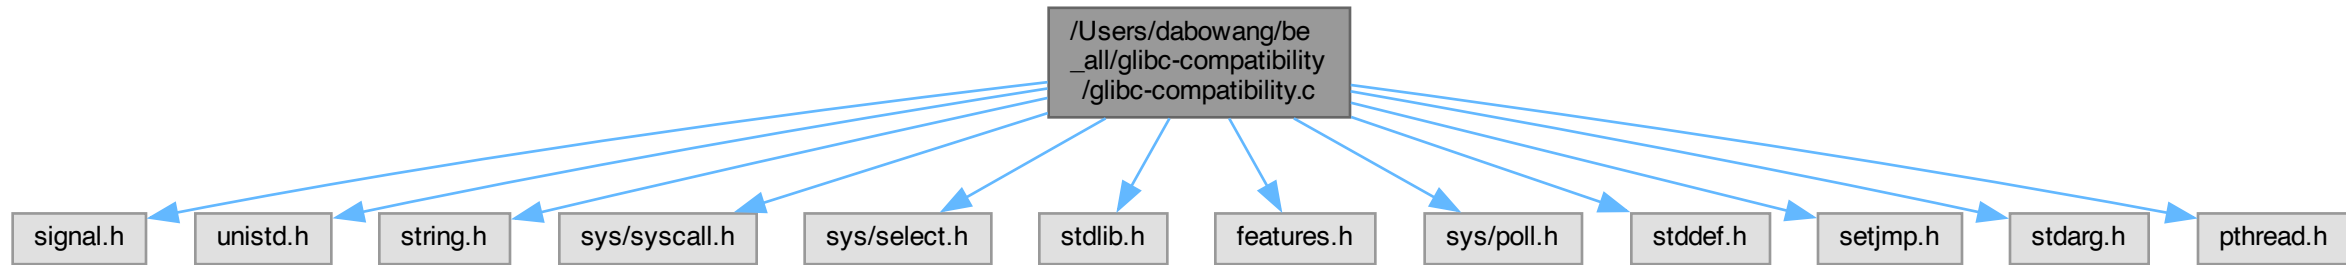 /Users/dabowang/be
_all/glibc-compatibility
/glibc-compatibility.c
signal.h
unistd.h
string.h
sys/syscall.h
sys/select.h
stdlib.h
features.h
sys/poll.h
stddef.h
setjmp.h
stdarg.h
pthread.h